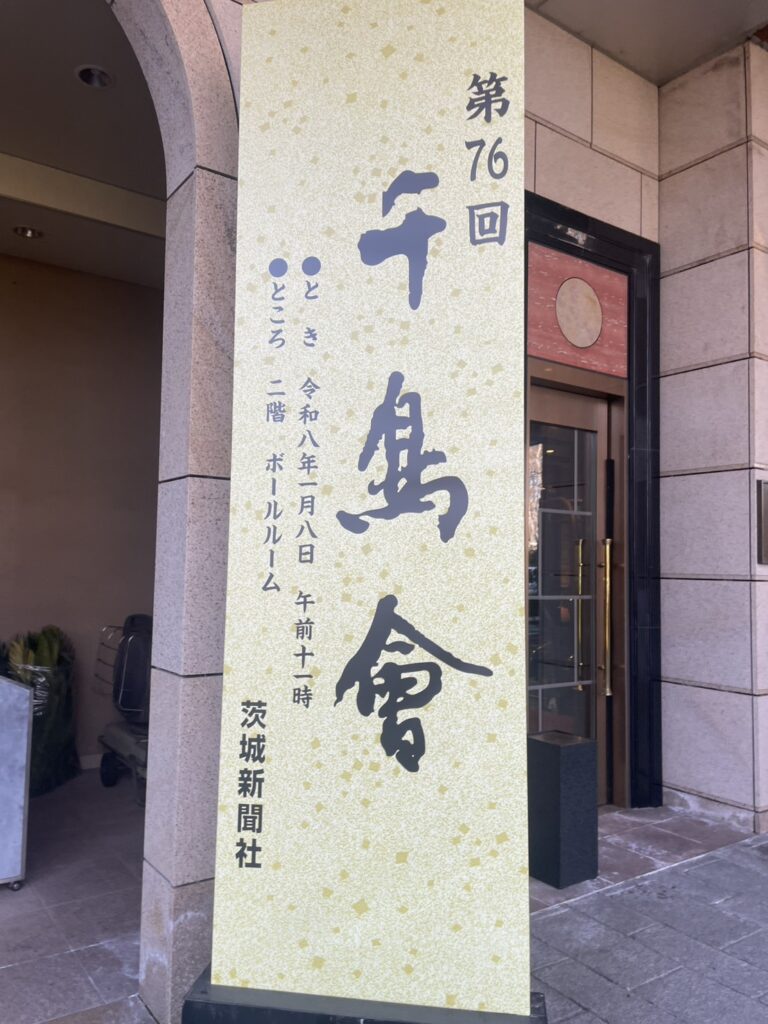 第76回
千鳥會
●とき 令和八年一月八日 午前十一時
●ところ 二階 ボールルーム
茨城新聞社